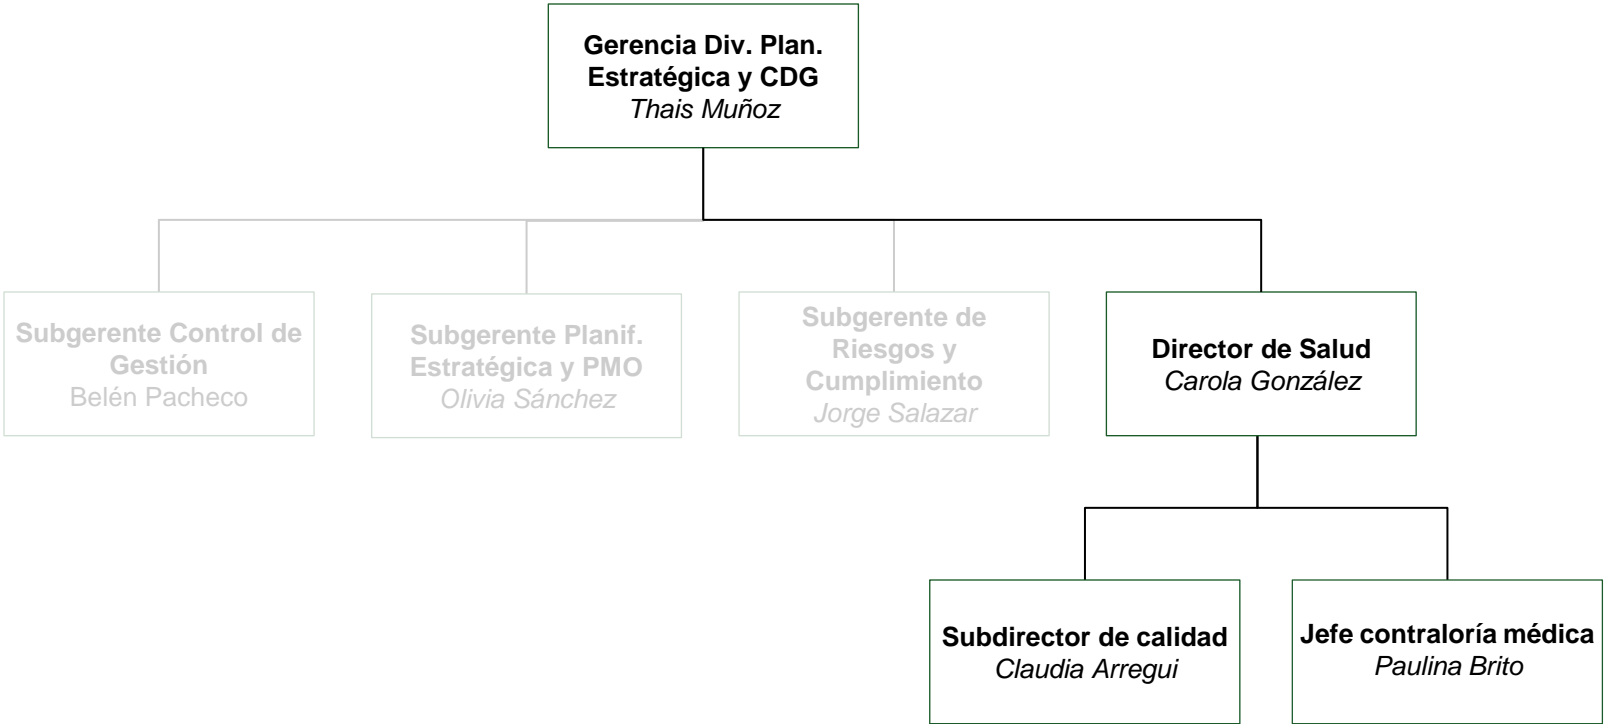 Gerencia Div. Plan.
Estratégica y CDG
Thais Muñoz
Subgerente Control de
Gestión
Belén Pacheco
Subgerente Planif.
Estratégica y PMO
Olivia Sánchez
Subgerente de
Riesgos y
Cumplimiento
Jorge Salazar
Director de Salud
Carola González
Subdirector de calidad
Claudia Arregui
Jefe contraloría médica
Paulina Brito